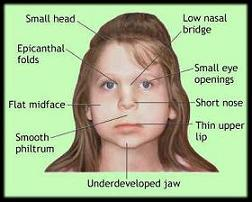 Small head
Low nasal
bridge
Epicanthal
folds
Small eye
openings
Flat midface
Short nose
Smooth
philtrum
Thin upper
lip
Underdeveloped jaw